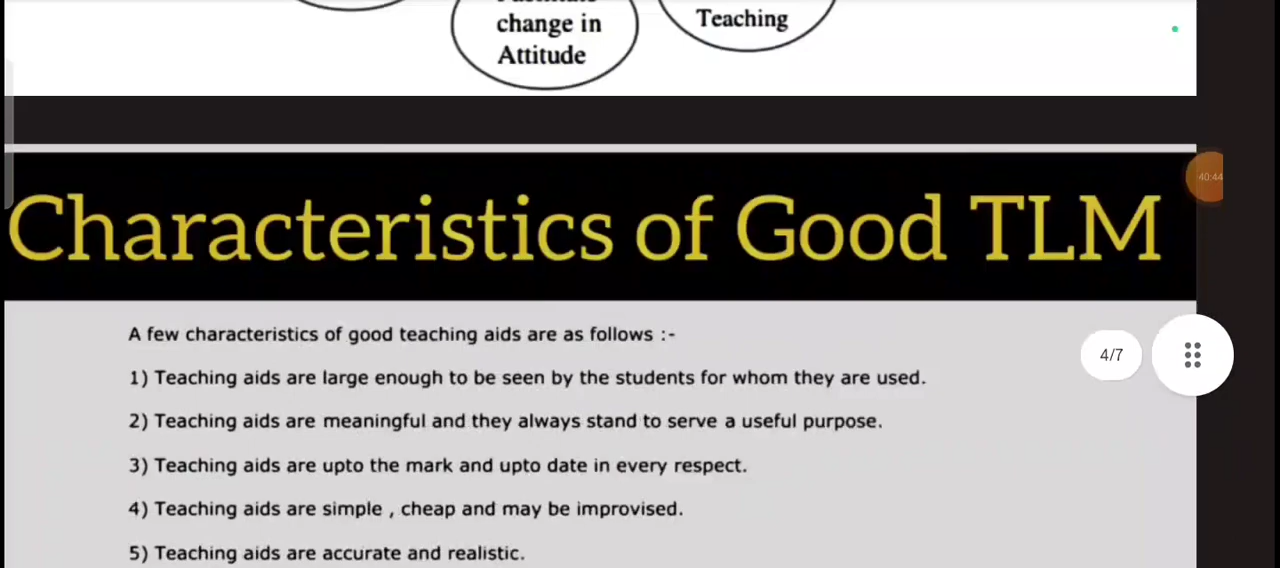 change in
Attitude
Teaching
40:44
Characteristics of Good TLM
4/7
A few characteristics of good teaching aids are as follows :-
1) Teaching aids are large enough to be seen by the students for whom they are used.
2) Teaching aids are meaningful and they always stand to serve a useful purpose.
3) Teaching aids are upto the mark and upto date in every respect.
4) Teaching aids are simple , cheap and may be improvised.
5) Teaching aids are accurate and realistic.